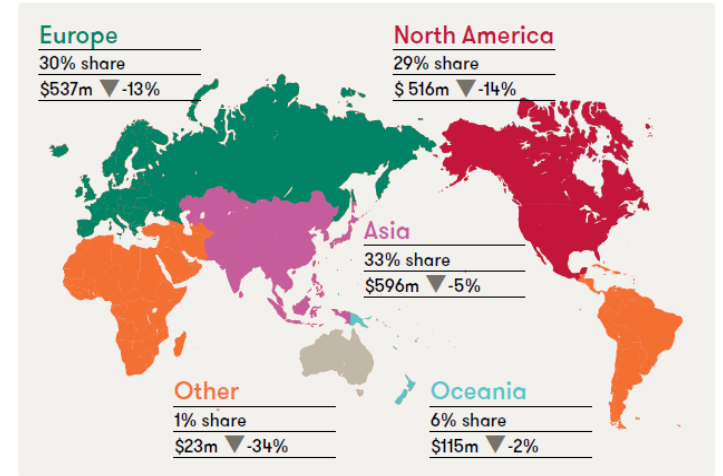 Europe
30% share
$537m ▼-13%
North America
29% share
$ 516m ▼-14%
Asia
33% share
$596m ▼-5%
Other
1% share
$23m ▼-34%
Oceania
6% share
$115m ▼-2%